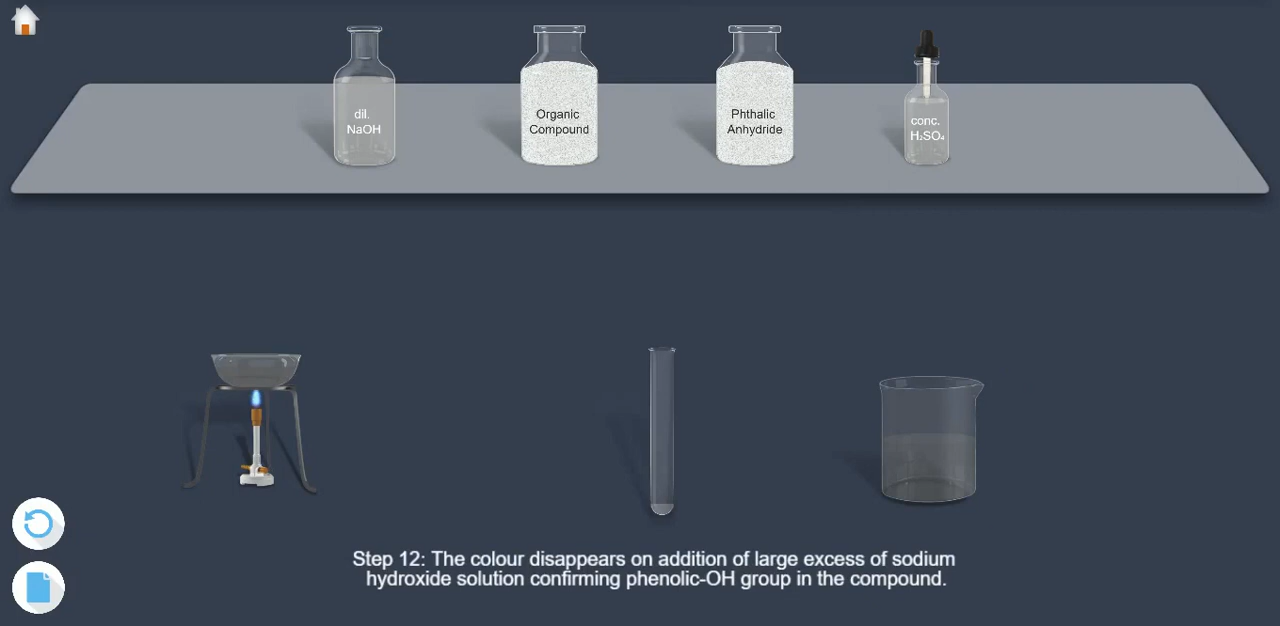 dil.
NaOH
Organic
Compound
Phthalic
Anhydride
conc.
H₂SO₄
Step 12: The colour disappears on addition of large excess of sodium
hydroxide solution confirming phenolic-OH group in the compound.